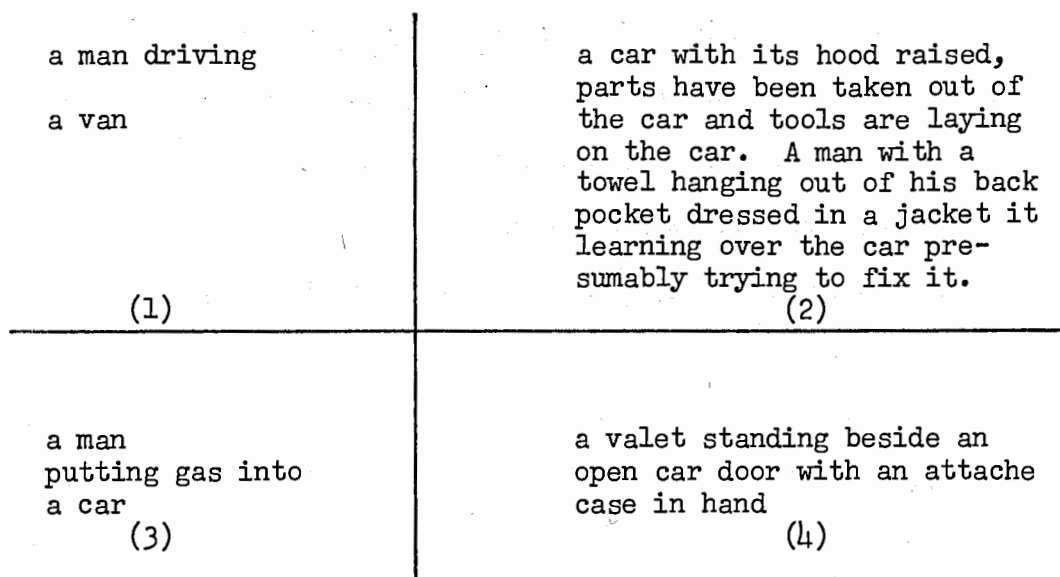 a man driving
a van
(1)
a car with its hood raised,
parts have been taken out of
the car and tools are laying
on the car. A man with a
towel hanging out of his back
pocket dressed in a jacket it
learning over the car pre-
sumably trying to fix it.
(2)
a man
putting gas into
a car
(3)
a valet standing beside an
open car door with an attache
case in hand
(4)